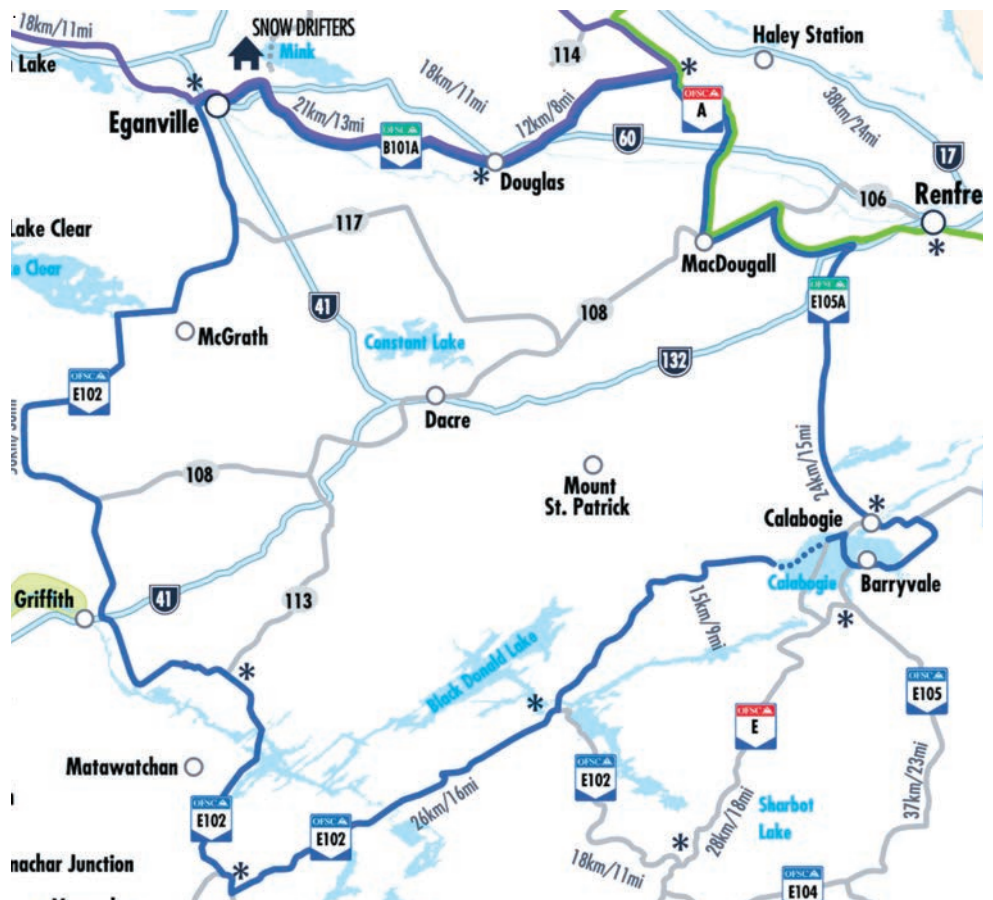 18km/11mi
SNOW DRIFTERS
Mink
Lake
Eganville
21km/13mi
OFSC
B101A
18km/11mi
12km/8mi
Douglas
114
OFSC
A
60
Haley Station
38km/24mi
17
106
Renfre
117
MacDougall
OFSC
E105A
Lake Clear
e Clear
McGrath
41
Constant Lake
108
132
OFSC
E102
Dacre
108
Mount
St. Patrick
24km/15mi
Calabogie
Calabogie
Barryvale
Griffith
41
113
15km/9mi
Black Donald Lake
OFSC
E105
OFSC
E
Matawatchan
OFSC
E102
OFSC
E102
26km/16mi
OFSC
E102
Sharbot
Lake
37km/23mi
28km/18mi
18km/11mi
nachar Junction
OFSC
E104